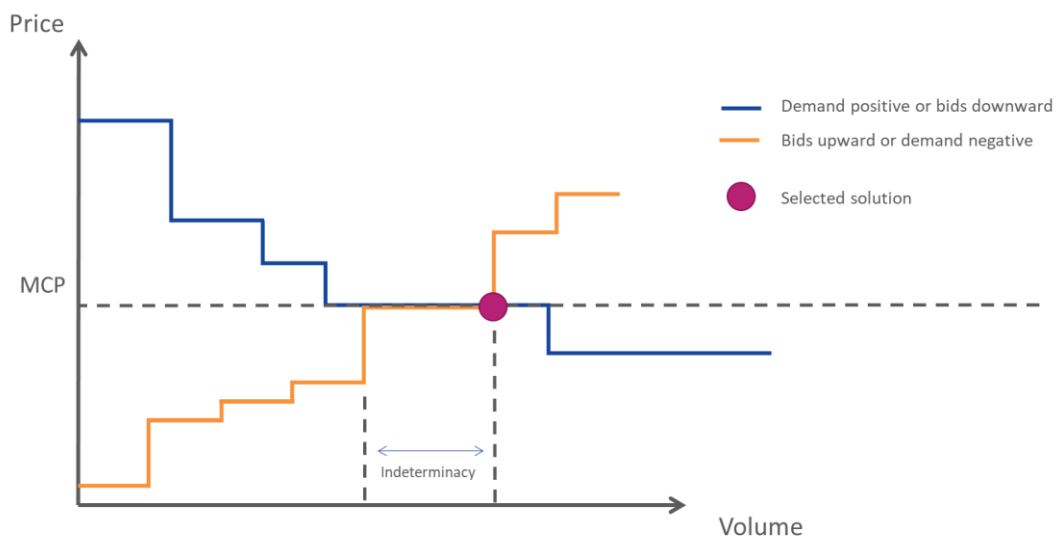 Price
Demand positive or bids downward
Bids upward or demand negative
Selected solution
MCP
Indeterminacy
Volume